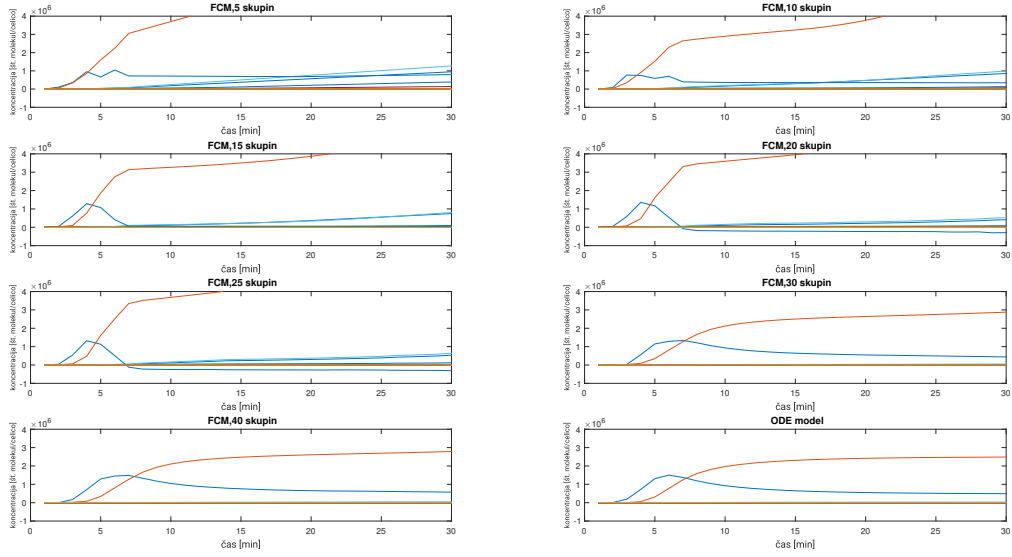 FCM,5 skupin
×10⁶
koncentracija [št. molekul/celico]
4
3
2
1
0
-1
0 5 10 15 20 25 30
čas [min]
FCM,10 skupin
×10⁶
koncentracija [št. molekul/celico]
4
3
2
1
0
-1
0 5 10 15 20 25 30
čas [min]
FCM,15 skupin
×10⁶
koncentracija [št. molekul/celico]
4
3
2
1
0
-1
0 5 10 15 20 25 30
čas [min]
FCM,20 skupin
×10⁶
koncentracija [št. molekul/celico]
4
3
2
1
0
-1
0 5 10 15 20 25 30
čas [min]
FCM,25 skupin
×10⁶
koncentracija [št. molekul/celico]
4
3
2
1
0
-1
0 5 10 15 20 25 30
čas [min]
FCM,30 skupin
×10⁶
koncentracija [št. molekul/celico]
4
3
2
1
0
-1
0 5 10 15 20 25 30
čas [min]
FCM,40 skupin
×10⁶
koncentracija [št. molekul/celico]
4
3
2
1
0
-1
0 5 10 15 20 25 30
čas [min]
ODE model
×10⁶
koncentracija [št. molekul/celico]
4
3
2
1
0
-1
0 5 10 15 20 25 30
čas [min]